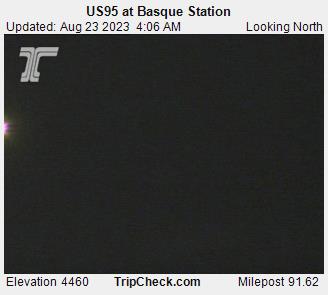 US95 at Basque Station
Updated: Aug 23 2023 4:06 AM Looking North
Elevation 4460 TripCheck.com Milepost 91.62